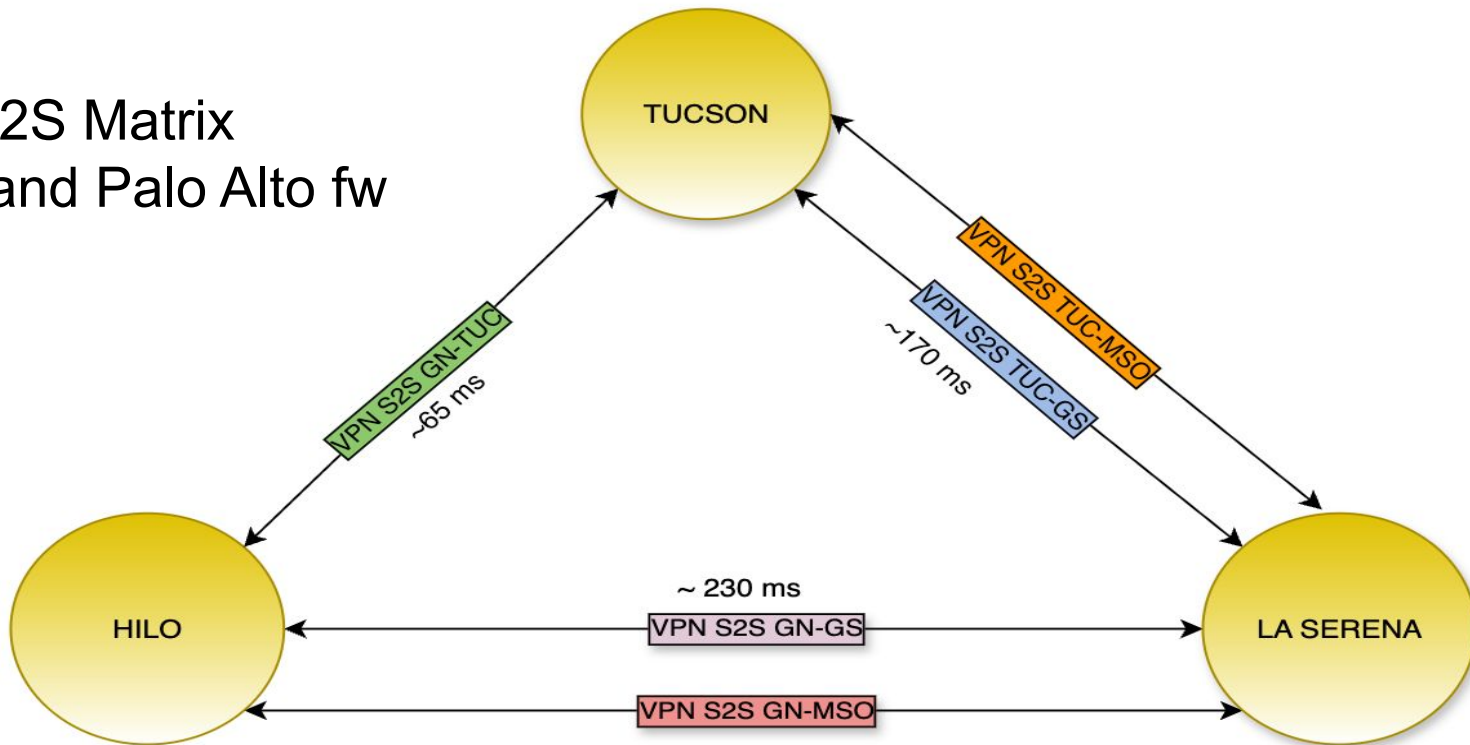 2S Matrix
and Palo Alto fw
TUCSON
VPN S2S TUC-MSO
VPN S2S TUC-GS
~170 ms
VPN S2S GN-TUC
~65 ms
~ 230 ms
HILO
VPN S2S GN-GS
LA SERENA
VPN S2S GN-MSO